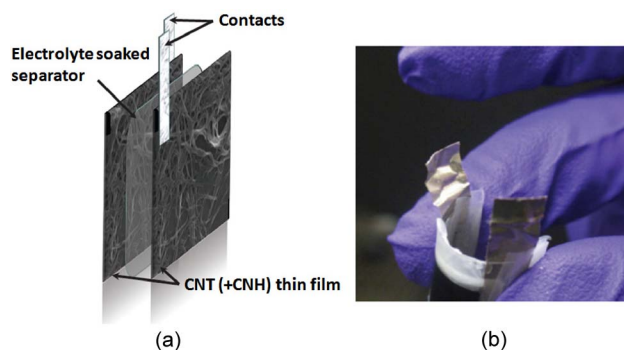 Contacts
Electrolyte soaked
separator
CNT (+CNH) thin film
(a)
(b)